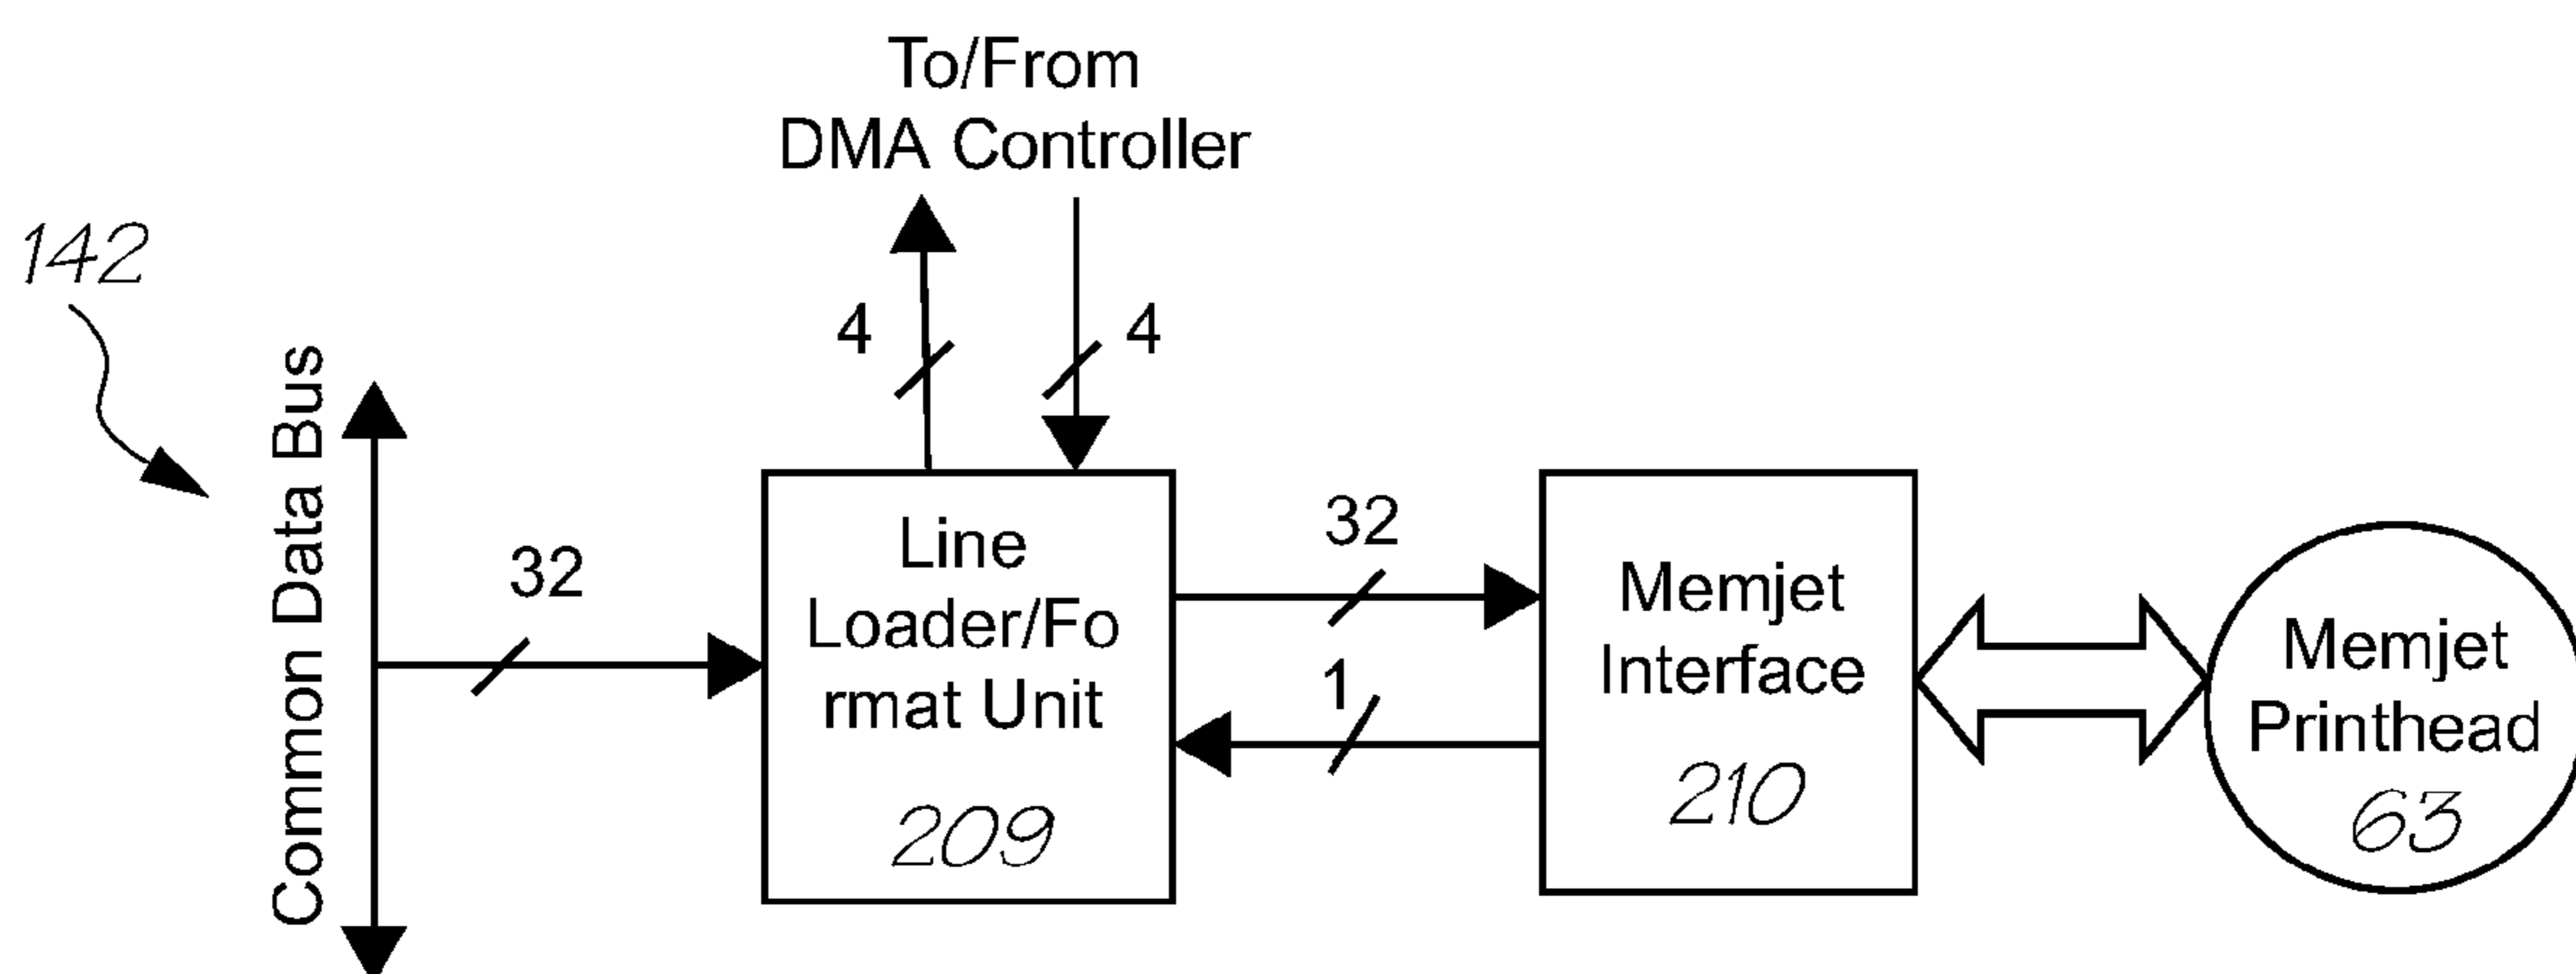 To/From
DMA Controller
142
4
4
Common Data Bus
32
Line
Loader/Fo
rmat Unit
209
32
1
Memjet
Interface
210
Memjet
Printhead
63